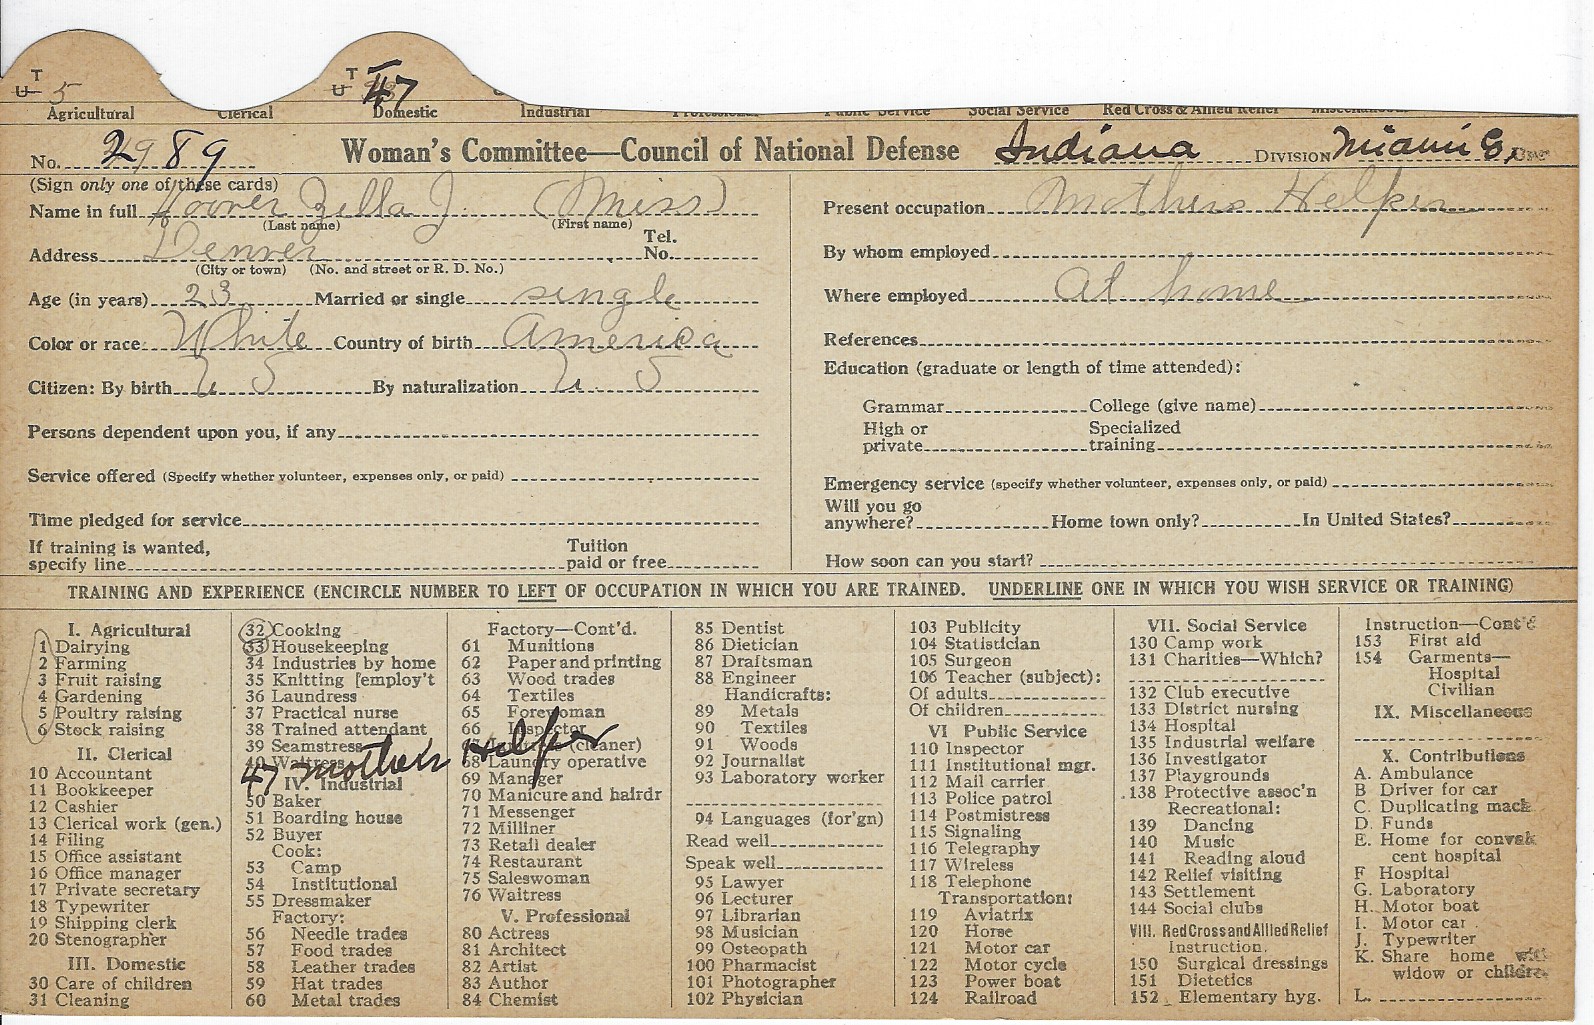 T
U 5
T
U 47
Agricultural Clerical Domestic Industrial Professional Public Service Social Service Red Cross & Allied Relief Miscellaneous
No. 2989 Woman's Committee—Council of National Defense Indiana DIVISION Miami Co.
(Sign only one of these cards)
Name in full Hoover Zella J. (Miss)
(Last name) (First name)
Address Denver Tel. No.
(City or town) (No. and street or R. D. No.)
Age (in years) 23 Married or single single
Color or race White Country of birth America
Citizen: By birth U S By naturalization U. S
Persons dependent upon you, if any
Service offered (Specify whether volunteer, expenses only, or paid)
Time pledged for service
If training is wanted, specify line Tuition paid or free
Present occupation Mothers Helper
By whom employed
Where employed At home
References
Education (graduate or length of time attended):
Grammar College (give name)
High or private Specialized training
Emergency service (specify whether volunteer, expenses only, or paid)
Will you go anywhere? Home town only? In United States?
How soon can you start?
TRAINING AND EXPERIENCE (ENCIRCLE NUMBER TO LEFT OF OCCUPATION IN WHICH YOU ARE TRAINED. UNDERLINE ONE IN WHICH YOU WISH SERVICE OR TRAINING)
I. Agricultural
1 Dairying
2 Farming
3 Fruit raising
4 Gardening
5 Poultry raising
6 Stock raising
II. Clerical
10 Accountant
11 Bookkeeper
12 Cashier
13 Clerical work (gen.)
14 Filing
15 Office assistant
16 Office manager
17 Private secretary
18 Typewriter
19 Shipping clerk
20 Stenographer
III. Domestic
30 Care of children
31 Cleaning
32 Cooking
33 Housekeeping
34 Industries by home
35 Knitting [employ't
36 Laundress
37 Practical nurse
38 Trained attendant
39 Seamstress
40 Waitress
47 mothers Helper
IV. Industrial
50 Baker
51 Boarding house
52 Buyer
Cook:
53 Camp
54 Institutional
55 Dressmaker
Factory:
56 Needle trades
57 Food trades
58 Leather trades
59 Hat trades
60 Metal trades
Factory—Cont'd.
61 Munitions
62 Paper and printing
63 Wood trades
64 Textiles
65 Forewoman
66 Inspector
67 (cleaner)
68 Laundry operative
69 Manager
70 Manicure and hairdr
71 Messenger
72 Milliner
73 Retail dealer
74 Restaurant
75 Saleswoman
76 Waitress
V. Professional
80 Actress
81 Architect
82 Artist
83 Author
84 Chemist
85 Dentist
86 Dietician
87 Draftsman
88 Engineer
Handicrafts:
89 Metals
90 Textiles
91 Woods
92 Journalist
93 Laboratory worker
94 Languages (for'gn)
Read well
Speak well
95 Lawyer
96 Lecturer
97 Librarian
98 Musician
99 Osteopath
100 Pharmacist
101 Photographer
102 Physician
103 Publicity
104 Statistician
105 Surgeon
106 Teacher (subject):
Of adults
Of children
VI Public Service
110 Inspector
111 Institutional mgr.
112 Mail carrier
113 Police patrol
114 Postmistress
115 Signaling
116 Telegraphy
117 Wireless
118 Telephone
Transportation:
119 Aviatrix
120 Horse
121 Motor car
122 Motor cycle
123 Power boat
124 Railroad
VII. Social Service
130 Camp work
131 Charities—Which?
132 Club executive
133 District nursing
134 Hospital
135 Industrial welfare
136 Investigator
137 Playgrounds
138 Protective assoc'n
Recreational:
139 Dancing
140 Music
141 Reading aloud
142 Relief visiting
143 Settlement
144 Social clubs
VIII. Red Cross and Allied Relief
Instruction.
150 Surgical dressings
151 Dietetics
152 Elementary hyg.
Instruction—Cont'd
153 First aid
154 Garments—
Hospital
Civilian
IX. Miscellaneous
X. Contributions
A. Ambulance
B Driver for car
C. Duplicating mach.
D. Funds
E. Home for convales
cent hospital
F Hospital
G. Laboratory
H. Motor boat
I. Motor car
J. Typewriter
K. Share home with
widow or children
L.